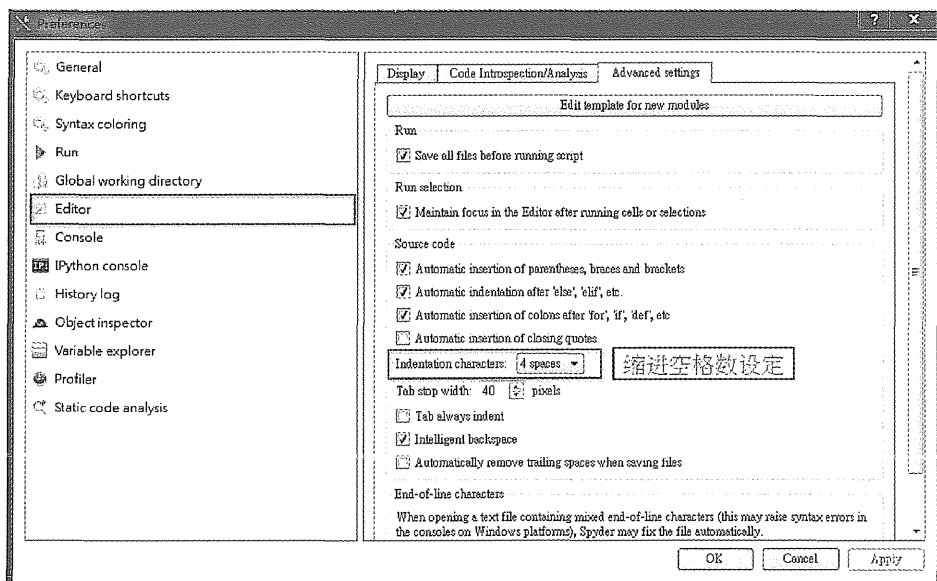 Preferences
General
Keyboard shortcuts
Syntax coloring
Run
Global working directory
Editor
Console
IPython console
History log
Object inspector
Variable explorer
Profiler
Static code analysis
Display Code Introspection/Analysis Advanced settings
Edit template for new modules
Run
Save all files before running script
Run selection
Maintain focus in the Editor after running cells or selections
Source code
Automatic insertion of parentheses, braces and brackets
Automatic indentation after 'else', 'elif', etc.
Automatic insertion of colons after 'for', 'if', 'def', etc
Automatic insertion of closing quotes
Indentation characters: 4 spaces 缩进空格数设定
Tab stop width: 40 pixels
Tab always indent
Intelligent backspace
Automatically remove trailing spaces when saving files
End-of-line characters
When opening a text file containing mixed end-of-line characters (this may raise syntax errors in
the consoles on Windows platforms), Spyder may fix the file automatically.
OK Cancel Apply